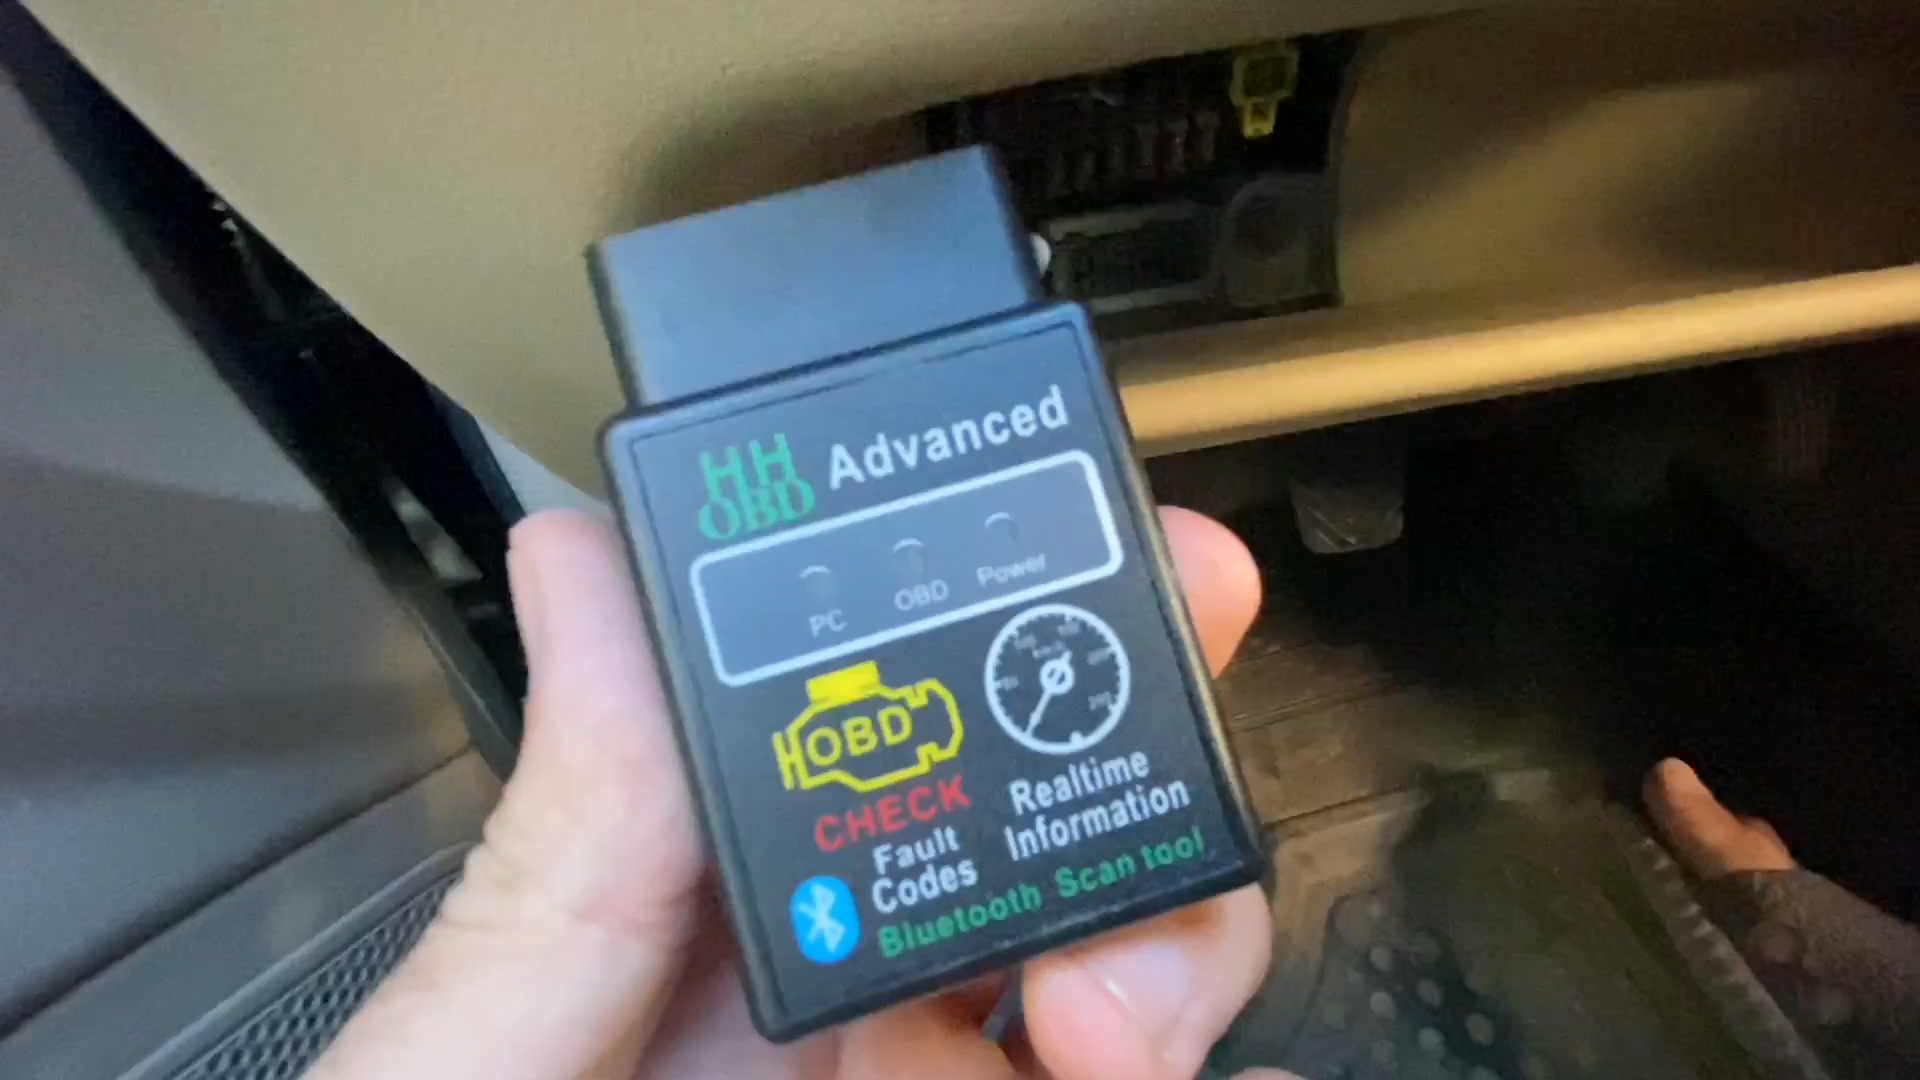 HH
OBD
Advanced
PC OBD Power
OBD
CHECK
Fault
Codes
Realtime
Information
Bluetooth Scan tool